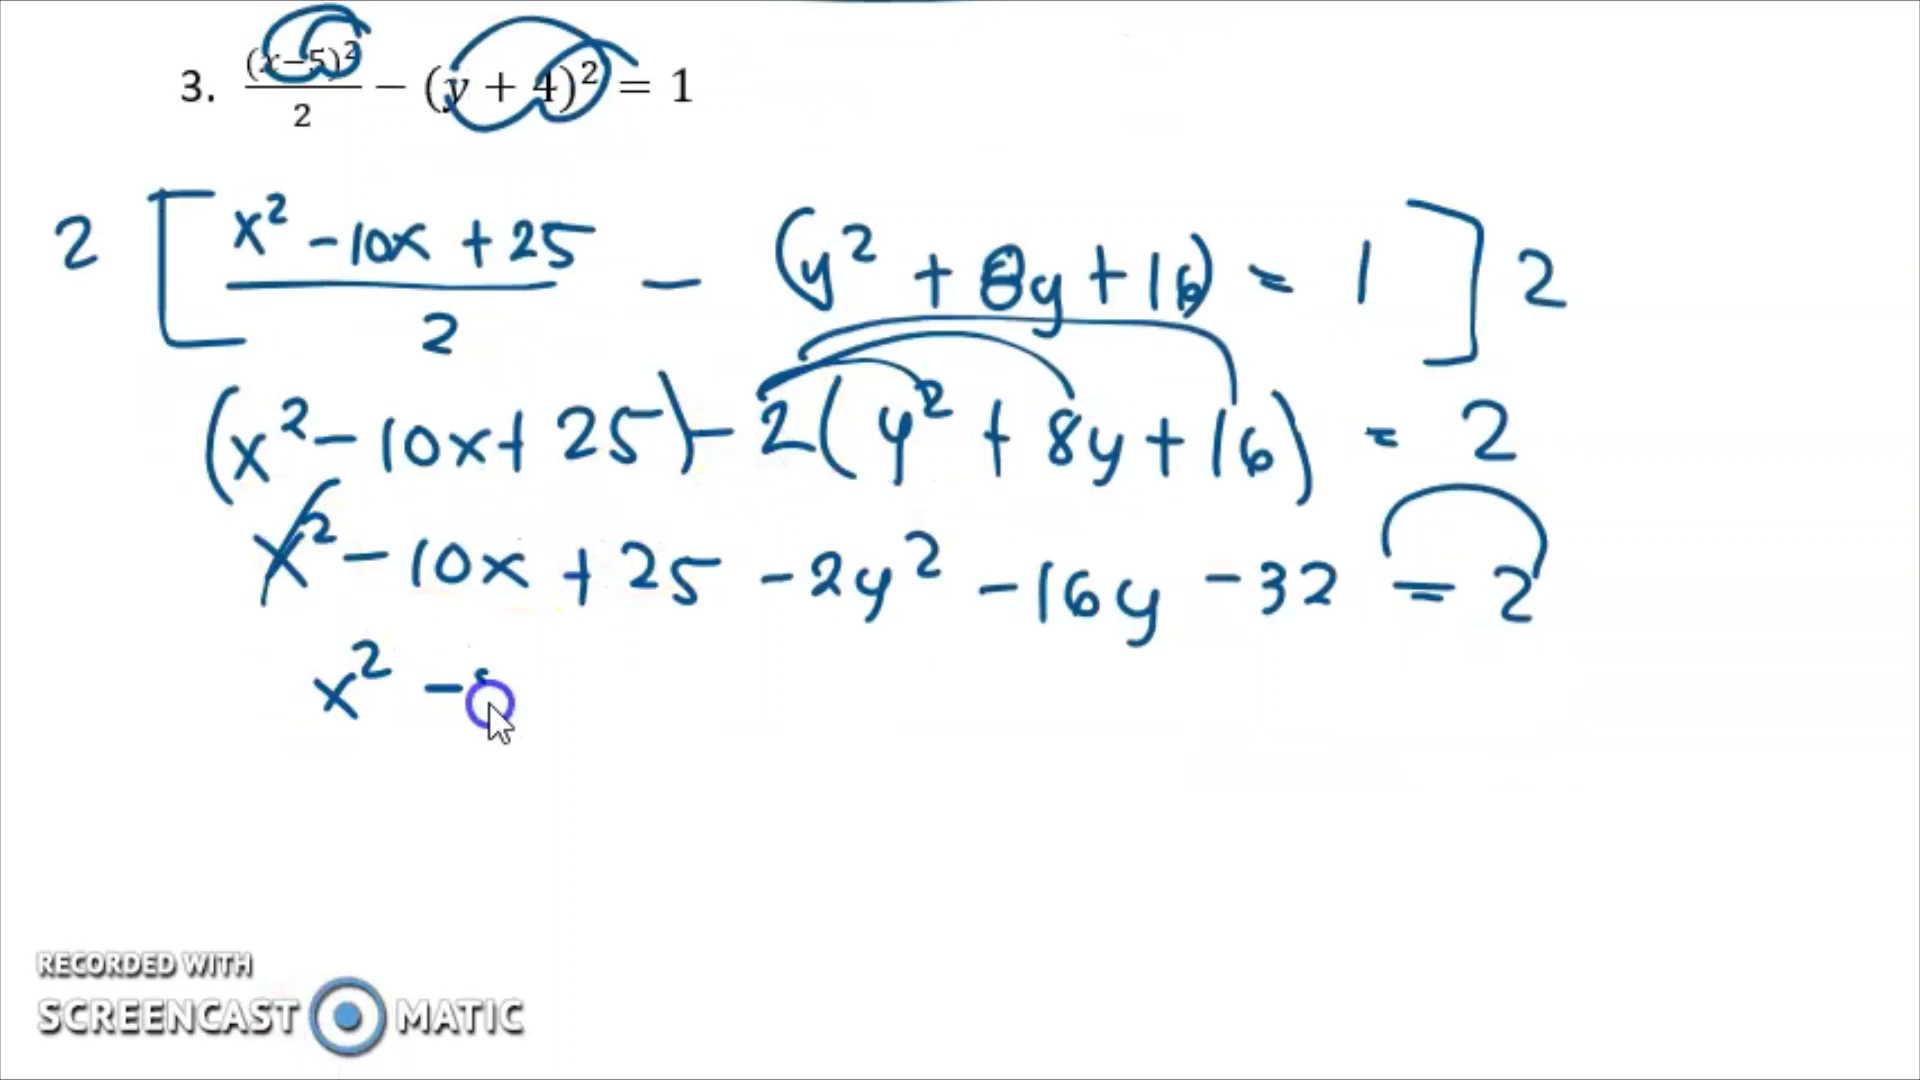 3. (x−5)²/2 − (y + 4)² = 1
2 [ x² - 10x + 25 / 2 - (y² + 8y + 16) = 1 ] 2
(x² - 10x + 25) - 2(y² + 8y + 16) = 2
x² - 10x + 25 - 2y² - 16y - 32 = 2
x² -
RECORDED WITH
SCREENCAST MATIC